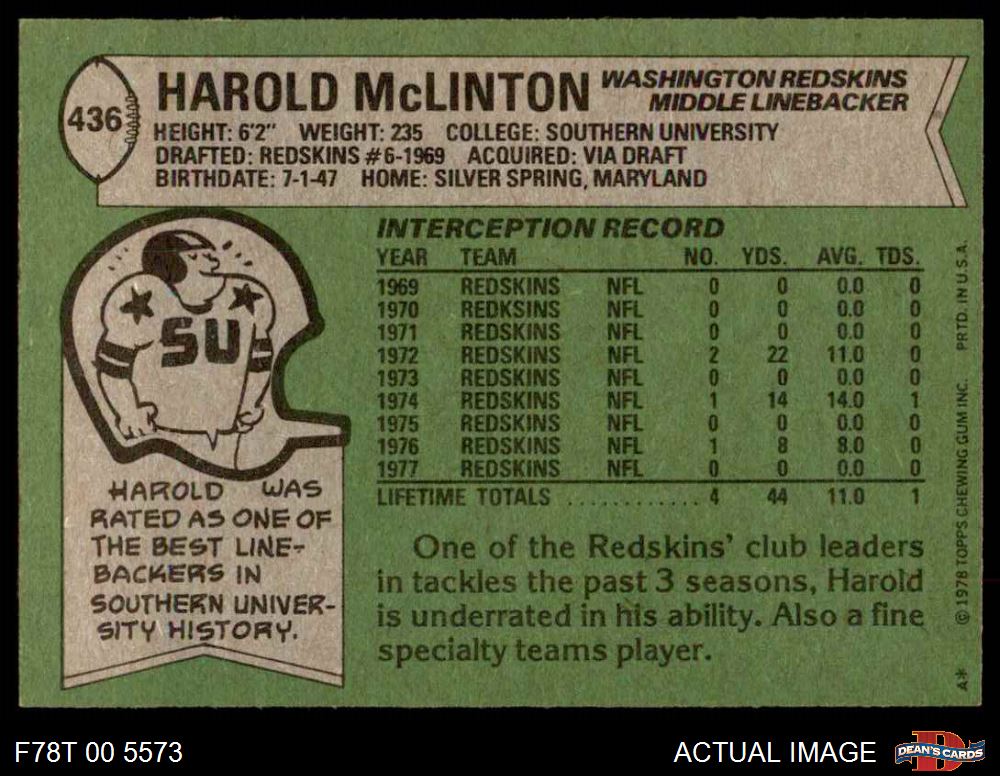 436
HAROLD McLINTON WASHINGTON REDSKINS
MIDDLE LINEBACKER
HEIGHT: 6'2" WEIGHT: 235 COLLEGE: SOUTHERN UNIVERSITY
DRAFTED: REDSKINS #6-1969 ACQUIRED: VIA DRAFT
BIRTHDATE: 7-1-47 HOME: SILVER SPRING, MARYLAND
SU
HAROLD WAS
RATED AS ONE OF
THE BEST LINE-
BACKERS IN
SOUTHERN UNIVER-
SITY HISTORY.
INTERCEPTION RECORD
YEAR TEAM NO. YDS. AVG. TDS.
1969 REDSKINS NFL 0 0 0.0 0
1970 REDSKINS NFL 0 0 0.0 0
1971 REDSKINS NFL 0 0 0.0 0
1972 REDSKINS NFL 2 22 11.0 0
1973 REDSKINS NFL 0 0 0.0 0
1974 REDSKINS NFL 1 14 14.0 1
1975 REDSKINS NFL 0 0 0.0 0
1976 REDSKINS NFL 1 8 8.0 0
1977 REDSKINS NFL 0 0 0.0 0
LIFETIME TOTALS ............ 4 44 11.0 1
One of the Redskins' club leaders
in tackles the past 3 seasons, Harold
is underrated in his ability. Also a fine
specialty teams player.
A* © 1978 TOPPS CHEWING GUM INC. PRTD. IN U.S.A.
F78T 00 5573
ACTUAL IMAGE
D
DEAN'S CARDS